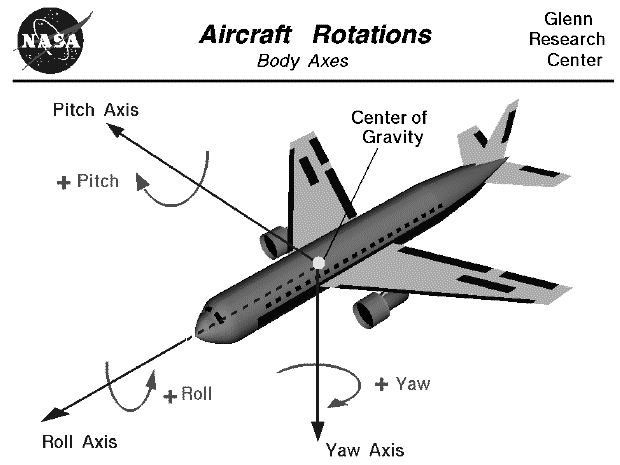 NASA
Aircraft Rotations
Body Axes
Glenn
Research
Center
Pitch Axis
Center of
Gravity
+ Pitch
+ Roll
+ Yaw
Roll Axis
Yaw Axis